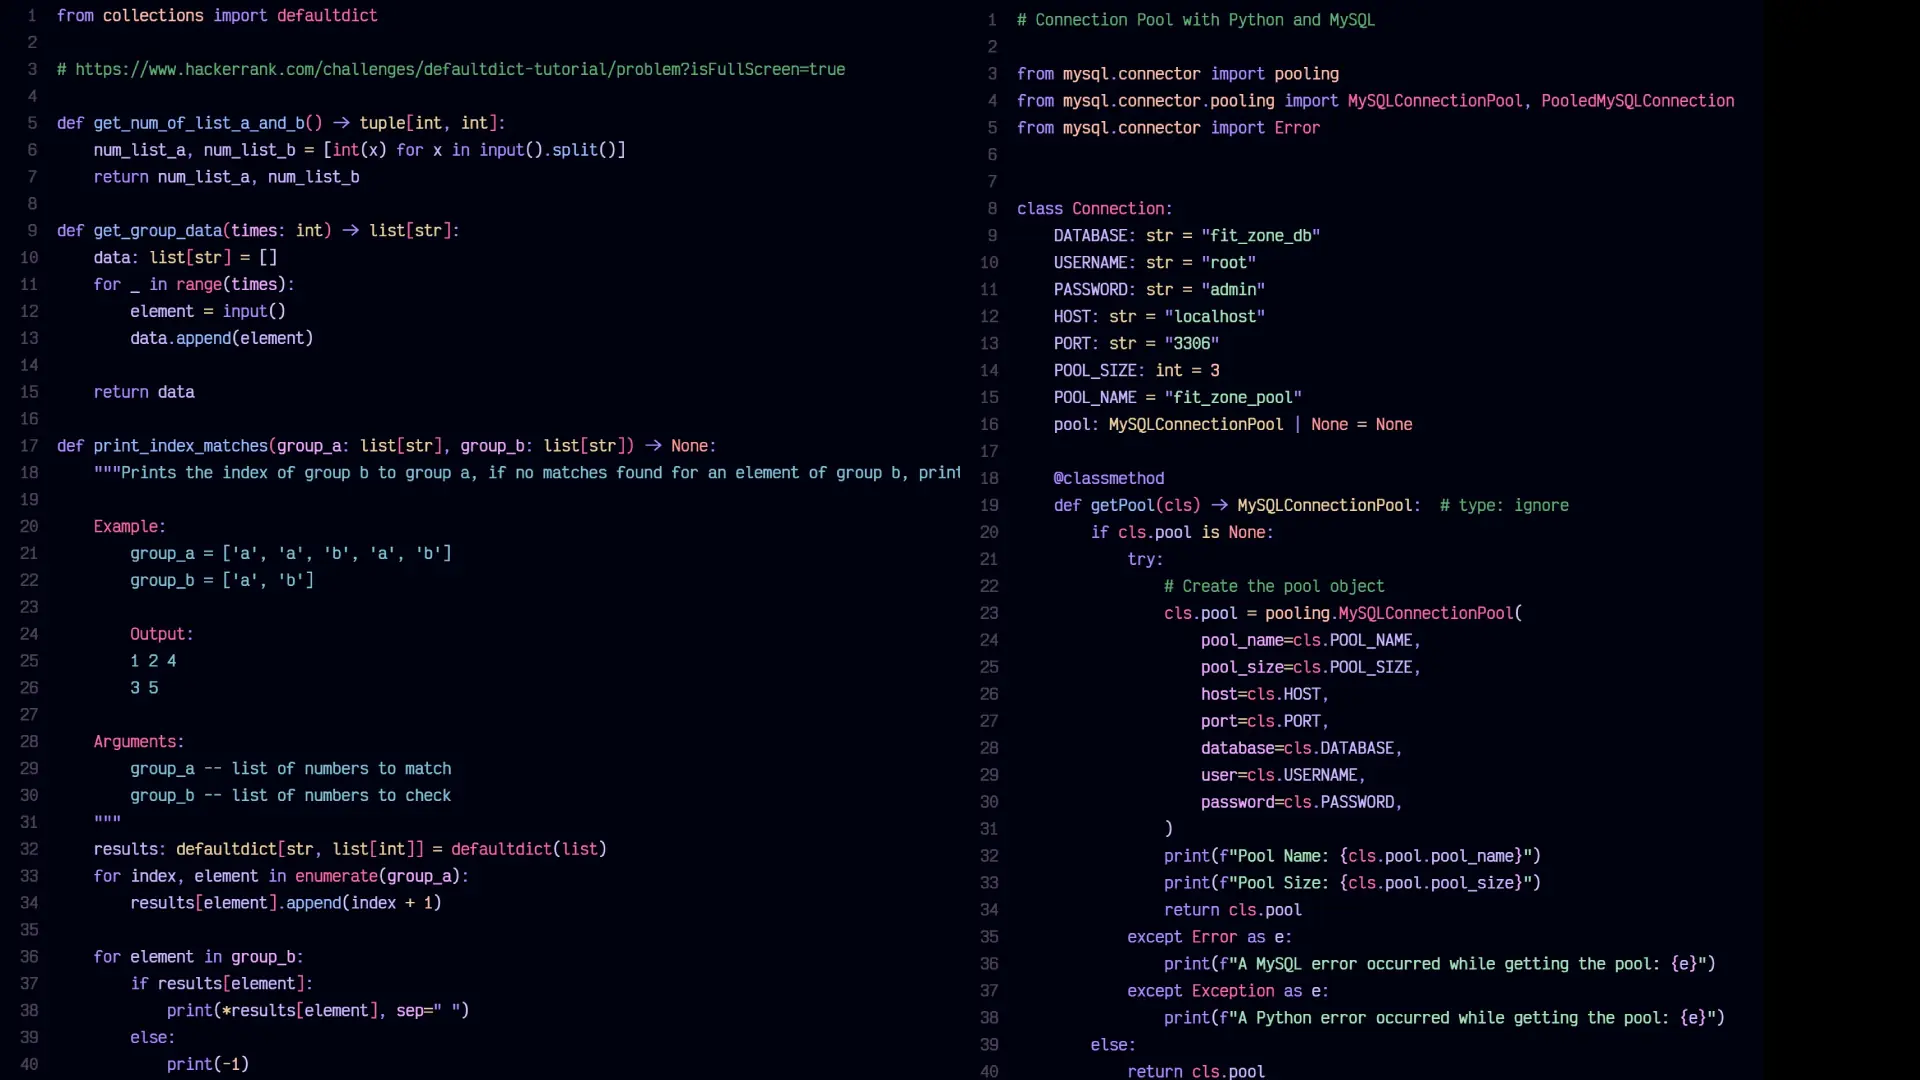 1 from collections import defaultdict
2
3 # https://www.hackerrank.com/challenges/defaultdict-tutorial/problem?isFullScreen=true
4
5 def get_num_of_list_a_and_b() -> tuple[int, int]:
6     num_list_a, num_list_b = [int(x) for x in input().split()]
7     return num_list_a, num_list_b
8
9 def get_group_data(times: int) -> list[str]:
10     data: list[str] = []
11     for _ in range(times):
12         element = input()
13         data.append(element)
14
15     return data
16
17 def print_index_matches(group_a: list[str], group_b: list[str]) -> None:
18     """Prints the index of group b to group a, if no matches found for an element of group b, print
19
20     Example:
21         group_a = ['a', 'a', 'b', 'a', 'b']
22         group_b = ['a', 'b']
23
24         Output:
25         1 2 4
26         3 5
27
28     Arguments:
29         group_a -- list of numbers to match
30         group_b -- list of numbers to check
31     """
32     results: defaultdict[str, list[int]] = defaultdict(list)
33     for index, element in enumerate(group_a):
34         results[element].append(index + 1)
35
36     for element in group_b:
37         if results[element]:
38             print(*results[element], sep=" ")
39         else:
40             print(-1)
1 # Connection Pool with Python and MySQL
2
3 from mysql.connector import pooling
4 from mysql.connector.pooling import MySQLConnectionPool, PooledMySQLConnection
5 from mysql.connector import Error
6
7
8 class Connection:
9     DATABASE: str = "fit_zone_db"
10     USERNAME: str = "root"
11     PASSWORD: str = "admin"
12     HOST: str = "localhost"
13     PORT: str = "3306"
14     POOL_SIZE: int = 3
15     POOL_NAME = "fit_zone_pool"
16     pool: MySQLConnectionPool | None = None
17
18     @classmethod
19     def getPool(cls) -> MySQLConnectionPool:  # type: ignore
20         if cls.pool is None:
21             try:
22                 # Create the pool object
23                 cls.pool = pooling.MySQLConnectionPool(
24                     pool_name=cls.POOL_NAME,
25                     pool_size=cls.POOL_SIZE,
26                     host=cls.HOST,
27                     port=cls.PORT,
28                     database=cls.DATABASE,
29                     user=cls.USERNAME,
30                     password=cls.PASSWORD,
31                 )
32                 print(f"Pool Name: {cls.pool.pool_name}")
33                 print(f"Pool Size: {cls.pool.pool_size}")
34                 return cls.pool
35             except Error as e:
36                 print(f"A MySQL error occurred while getting the pool: {e}")
37             except Exception as e:
38                 print(f"A Python error occurred while getting the pool: {e}")
39         else:
40             return cls.pool